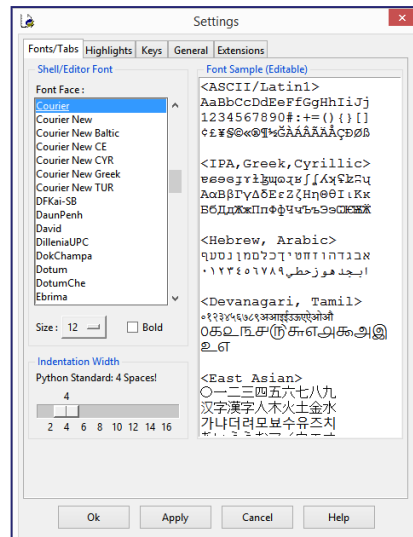 Settings
Fonts/Tabs Highlights Keys General Extensions
Shell/Editor Font
Font Face :
Courier
Courier New
Courier New Baltic
Courier New CE
Courier New CYR
Courier New Greek
Courier New TUR
DFKai-SB
DaunPenh
David
DilleniaUPC
DokChampa
Dotum
DotumChe
Ebrima
Size : 12
Bold
Indentation Width
Python Standard: 4 Spaces!
4
2 4 6 8 10 12 14 16
Font Sample (Editable)
<ASCII/Latin1>
AaBbCcDdEeFfGgHhIiJj
1234567890#:+=(){}[]
<IPA,Greek,Cyrillic>
ΑαΒβΓγΔδΕεΖζΗηΘθΙιΚκ
<Hebrew, Arabic>
אבגדהוזחטיךכלםמןנסעף
ابجدهوزحطي٠١٢٣٤٥٦٧٨٩
<Devanagari, Tamil>
०१२३४५६७८९अआइईउऊएऐओऔ
<East Asian>
〇一二三四五六七八九
汉字漢字人木火土金水
가냐더려모뵤수유즈치
Ok Apply Cancel Help